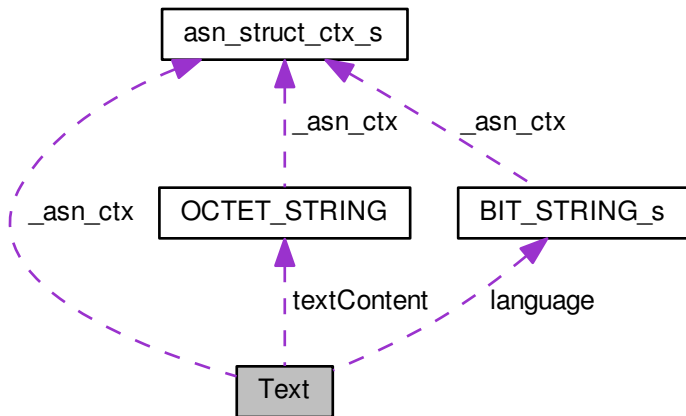 asn_struct_ctx_s
_asn_ctx
_asn_ctx
_asn_ctx
OCTET_STRING
BIT_STRING_s
textContent
language
Text